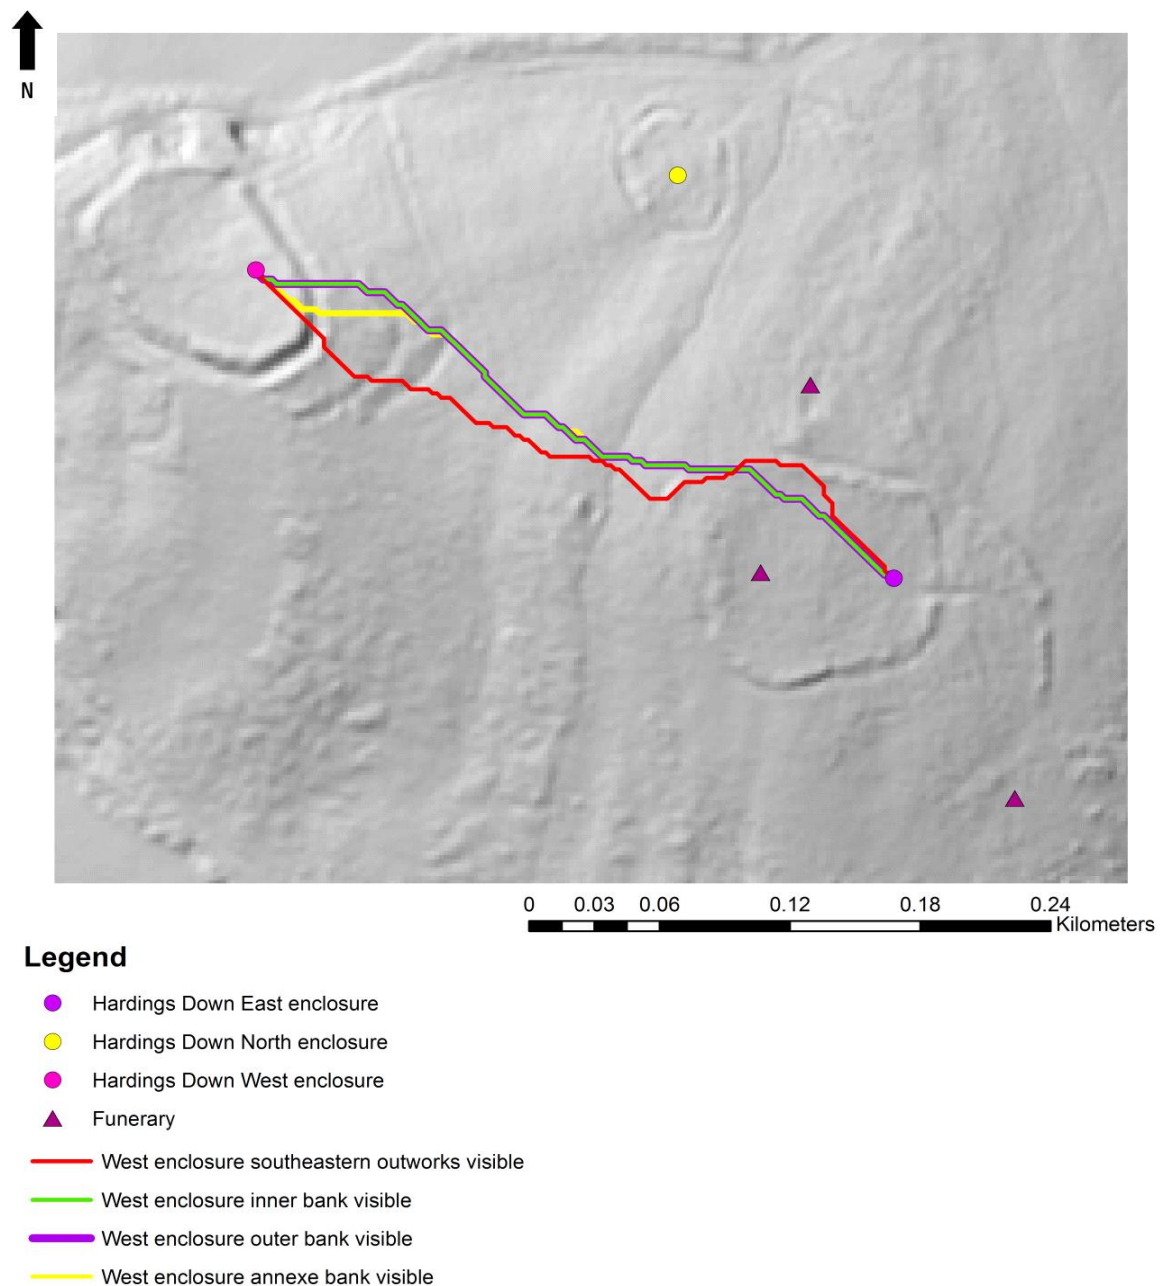 N
0 0.03 0.06 0.12 0.18 0.24
Kilometers
Legend
Hardings Down East enclosure
Hardings Down North enclosure
Hardings Down West enclosure
Funerary
West enclosure southeastern outworks visible
West enclosure inner bank visible
West enclosure outer bank visible
West enclosure annexe bank visible